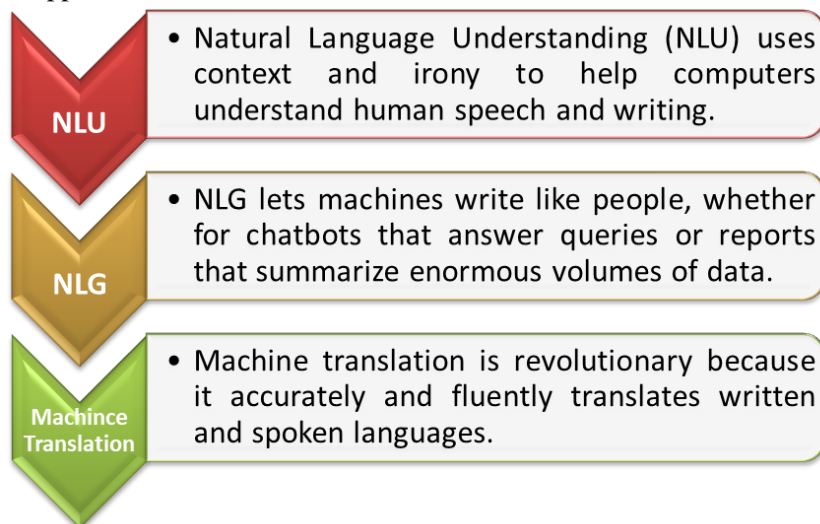 NLU
• Natural Language Understanding (NLU) uses
context and irony to help computers
understand human speech and writing.
NLG
• NLG lets machines write like people, whether
for chatbots that answer queries or reports
that summarize enormous volumes of data.
Machince
Translation
• Machine translation is revolutionary because
it accurately and fluently translates written
and spoken languages.